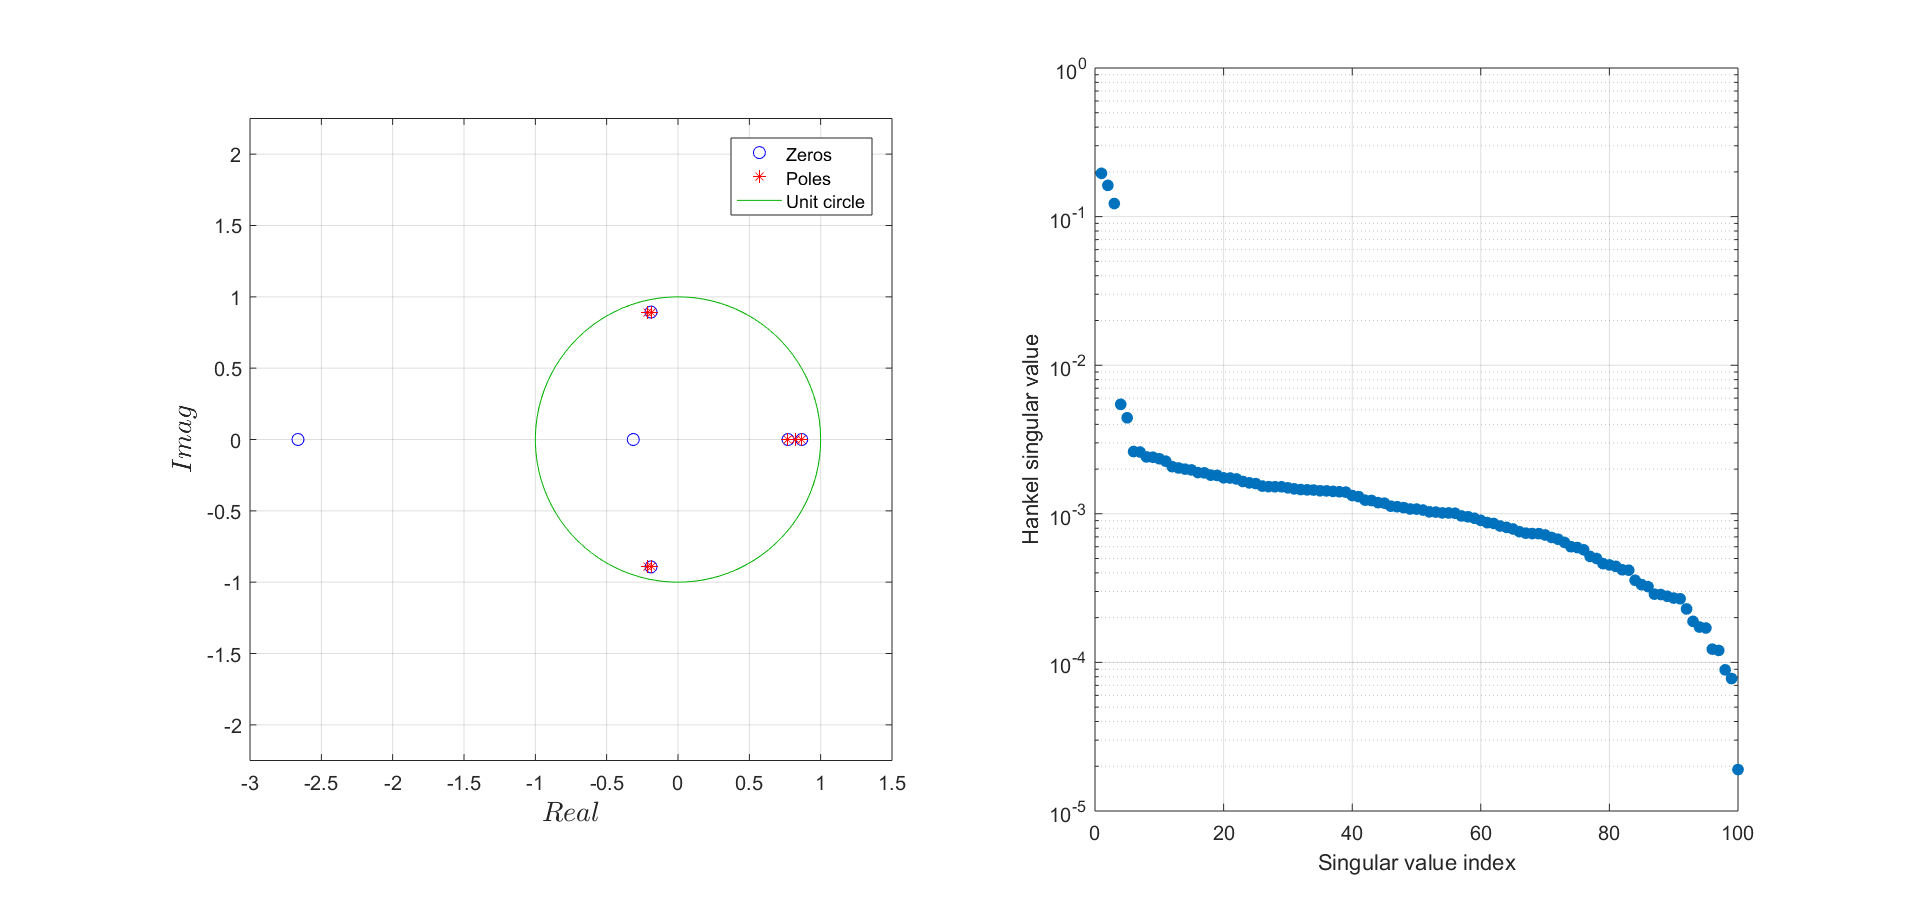 Zeros
Poles
Unit circle
2
1.5
1
0.5
0
-0.5
-1
-1.5
-2
Imag
-3 -2.5 -2 -1.5 -1 -0.5 0 0.5 1 1.5
Real
10^0
10^-1
10^-2
10^-3
10^-4
10^-5
Hankel singular value
0 20 40 60 80 100
Singular value index